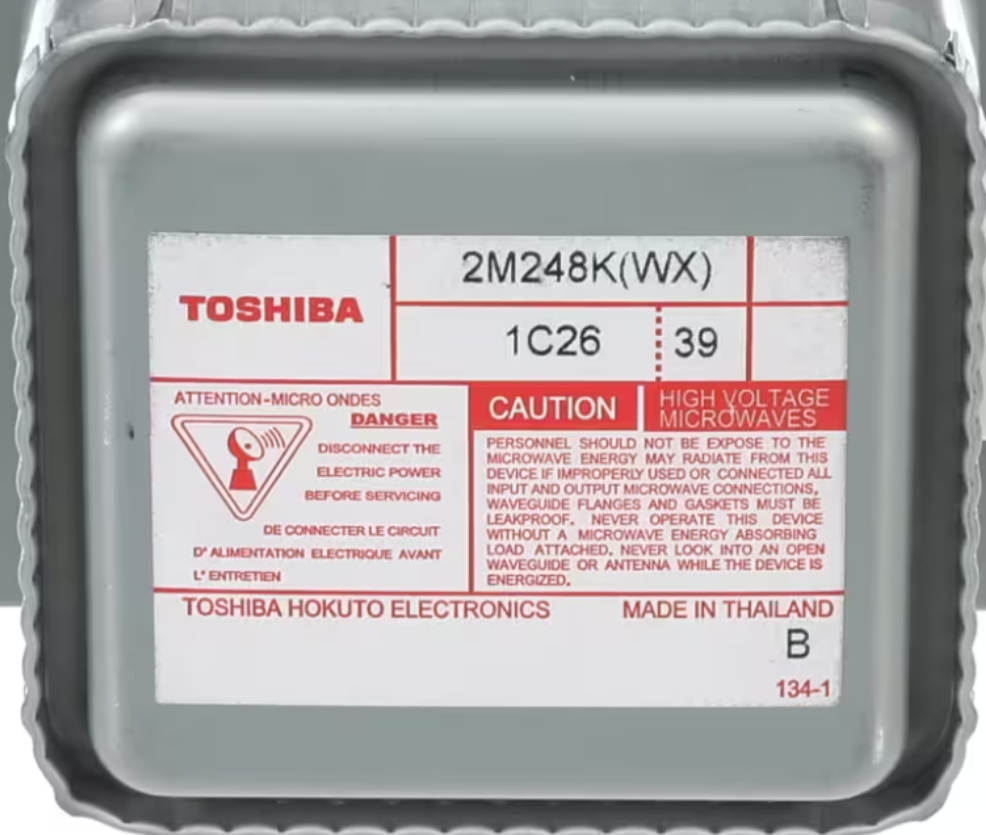 2M248K(WX)
TOSHIBA
1C26 39
ATTENTION-MICRO ONDES
DANGER
DISCONNECT THE
ELECTRIC POWER
BEFORE SERVICING
DE CONNECTER LE CIRCUIT
D' ALIMENTATION ELECTRIQUE AVANT
L' ENTRETIEN
CAUTION
HIGH VOLTAGE
MICROWAVES
PERSONNEL SHOULD NOT BE EXPOSE TO THE
MICROWAVE ENERGY MAY RADIATE FROM THIS
DEVICE IF IMPROPERLY USED OR CONNECTED ALL
INPUT AND OUTPUT MICROWAVE CONNECTIONS,
WAVEGUIDE FLANGES AND GASKETS MUST BE
LEAKPROOF. NEVER OPERATE THIS DEVICE
WITHOUT A MICROWAVE ENERGY ABSORBING
LOAD ATTACHED. NEVER LOOK INTO AN OPEN
WAVEGUIDE OR ANTENNA WHILE THE DEVICE IS
ENERGIZED.
TOSHIBA HOKUTO ELECTRONICS MADE IN THAILAND
B
134-1